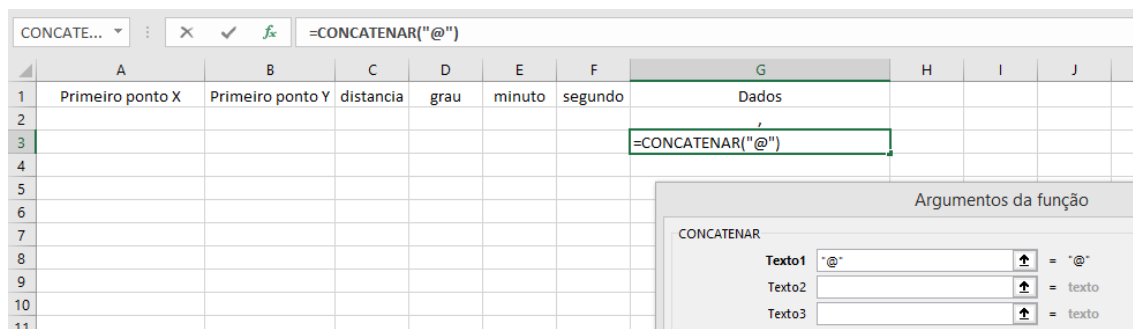 CONCATE... fx =CONCATENAR("@")
A B C D E F G H I J
1 Primeiro ponto X Primeiro ponto Y distancia grau minuto segundo Dados
2 ,
3 =CONCATENAR("@")
4
5
6 Argumentos da função
7 CONCATENAR
8 Texto1 "@" = "@"
9 Texto2 = texto
10 Texto3 = texto
11